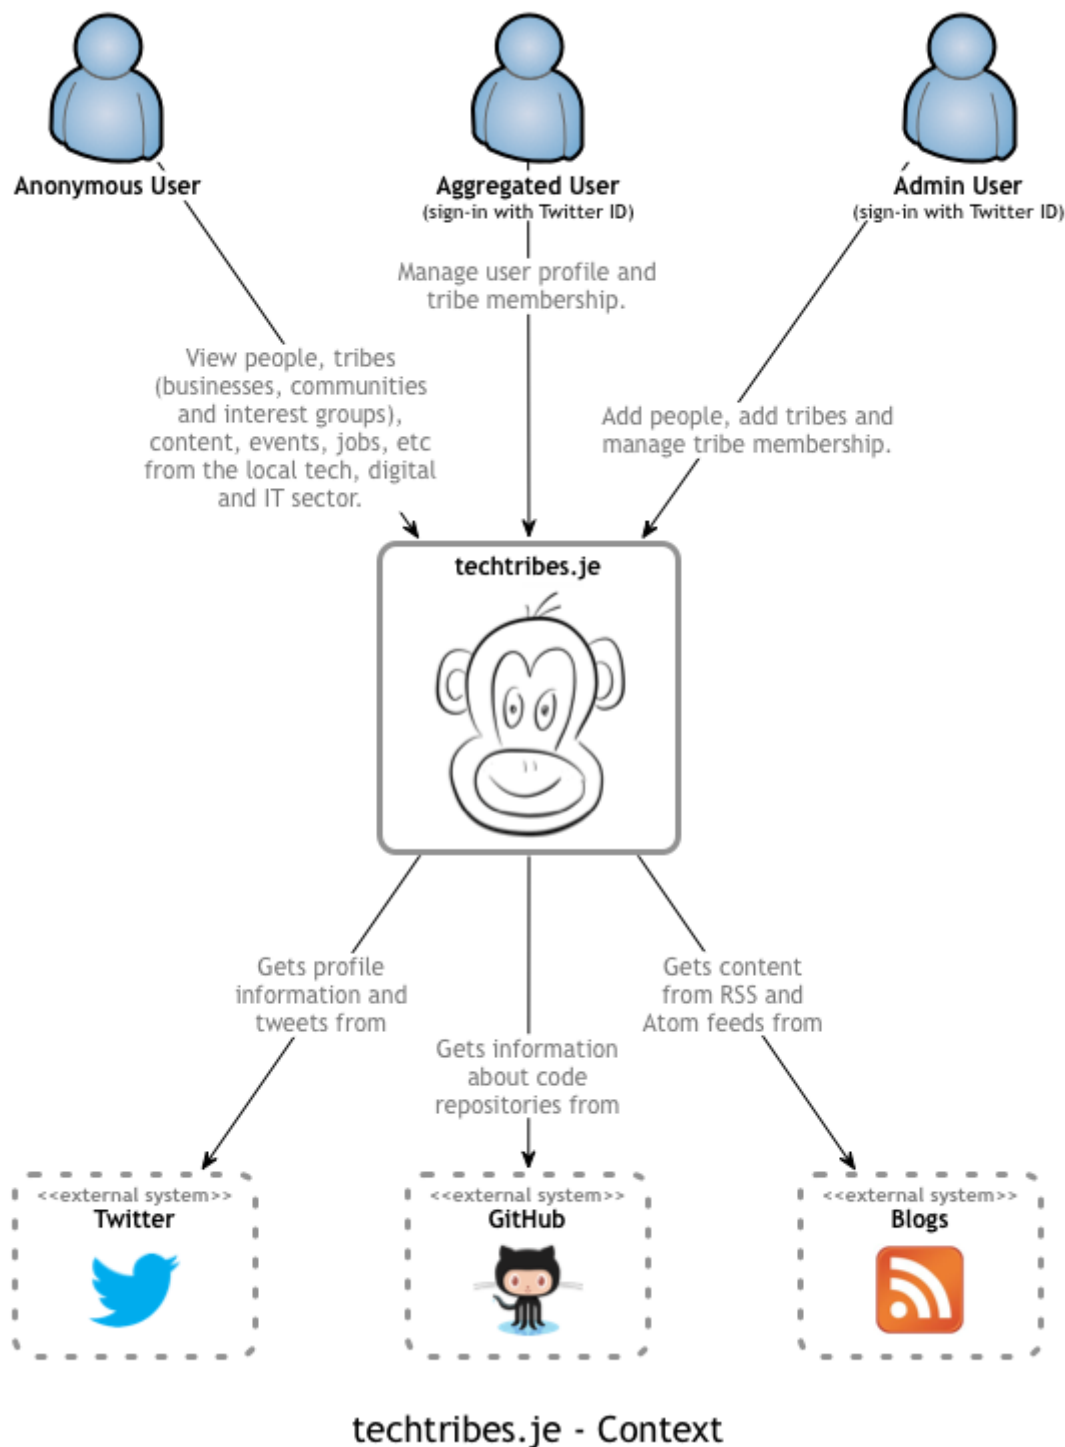 Anonymous User
Aggregated User
(sign-in with Twitter ID)
Admin User
(sign-in with Twitter ID)
Manage user profile and
tribe membership.
View people, tribes
(businesses, communities
and interest groups),
content, events, jobs, etc
from the local tech, digital
and IT sector.
Add people, add tribes and
manage tribe membership.
techtribes.je
Gets profile
information and
tweets from
Gets information
about code
repositories from
Gets content
from RSS and
Atom feeds from
<<external system>>
Twitter
<<external system>>
GitHub
<<external system>>
Blogs
techtribes.je - Context